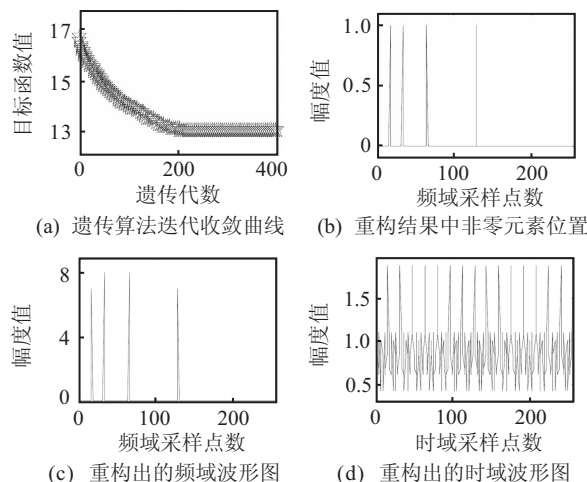 目标函数值
17
15
13
0 200 400
遗传代数
(a) 遗传算法迭代收敛曲线
幅度值
1.0
0.5
0
0 100 200
频域采样点数
(b) 重构结果中非零元素位置
幅度值
8
4
0
0 100 200
频域采样点数
(c) 重构出的频域波形图
幅度值
1.5
1.0
0.5
0 100 200
时域采样点数
(d) 重构出的时域波形图